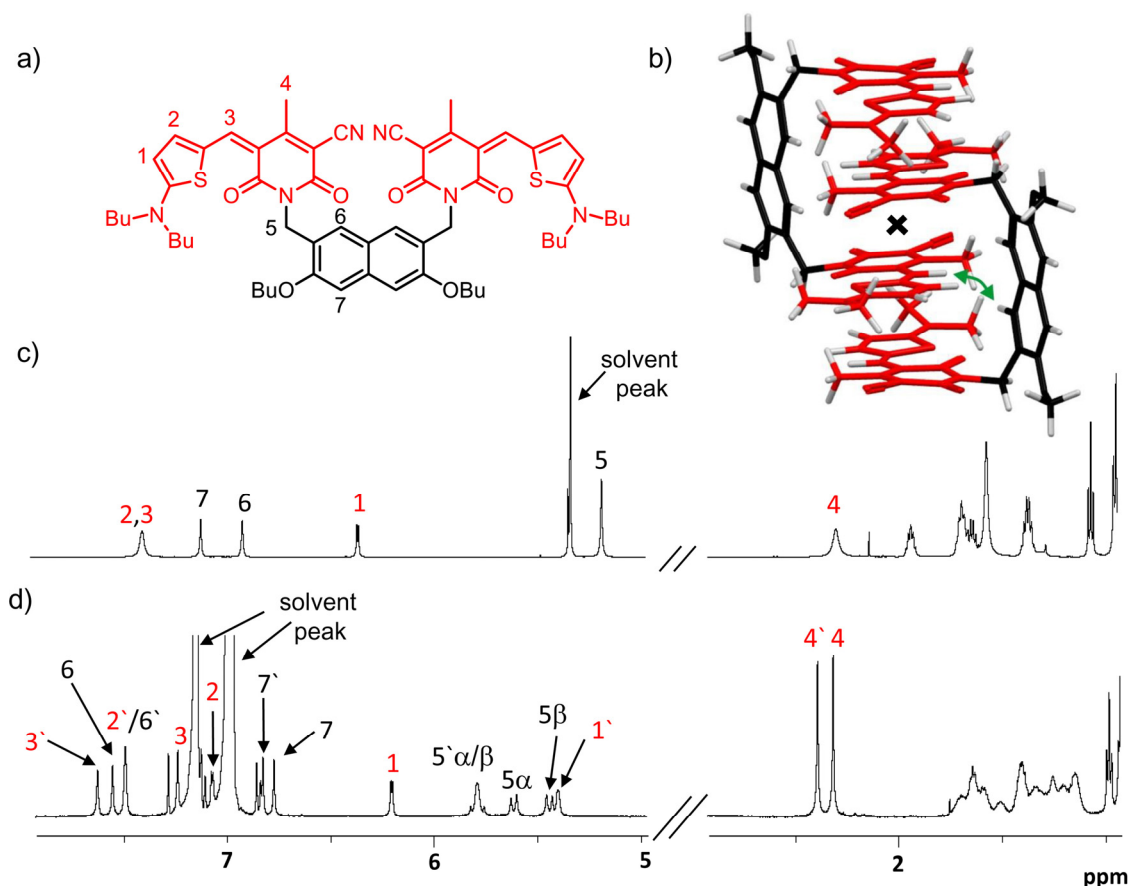 a)
b)
4
4
2
3
1
CN NC
S
S
O
N
O
O
N
O
Bu
N
Bu
5
6
Bu
N
Bu
BuO
7
OBu
c)
solvent
peak
5
2,3
7
6
1
4
d)
solvent
peak
6
2`/6`
3`
3
2
7`
7
1
5`α/β
5α
5β
1`
4` 4
7
6
5
2
ppm